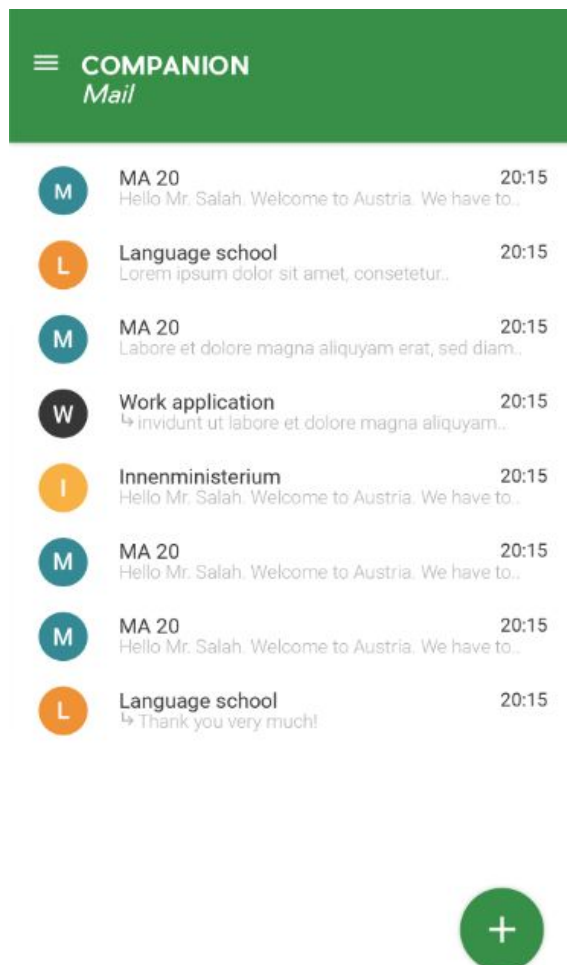 COMPANION
Mail
M MA 20 20:15
Hello Mr. Salah. Welcome to Austria. We have to..
L Language school 20:15
Lorem ipsum dolor sit amet, consetetur..
M MA 20 20:15
Labore et dolore magna aliquyam erat, sed diam..
W Work application 20:15
↳ invidunt ut labore et dolore magna aliquyam..
I Innenministerium 20:15
Hello Mr. Salah. Welcome to Austria. We have to..
M MA 20 20:15
Hello Mr. Salah. Welcome to Austria. We have to..
M MA 20 20:15
Hello Mr. Salah. Welcome to Austria. We have to..
L Language school 20:15
↳ Thank you very much!
+